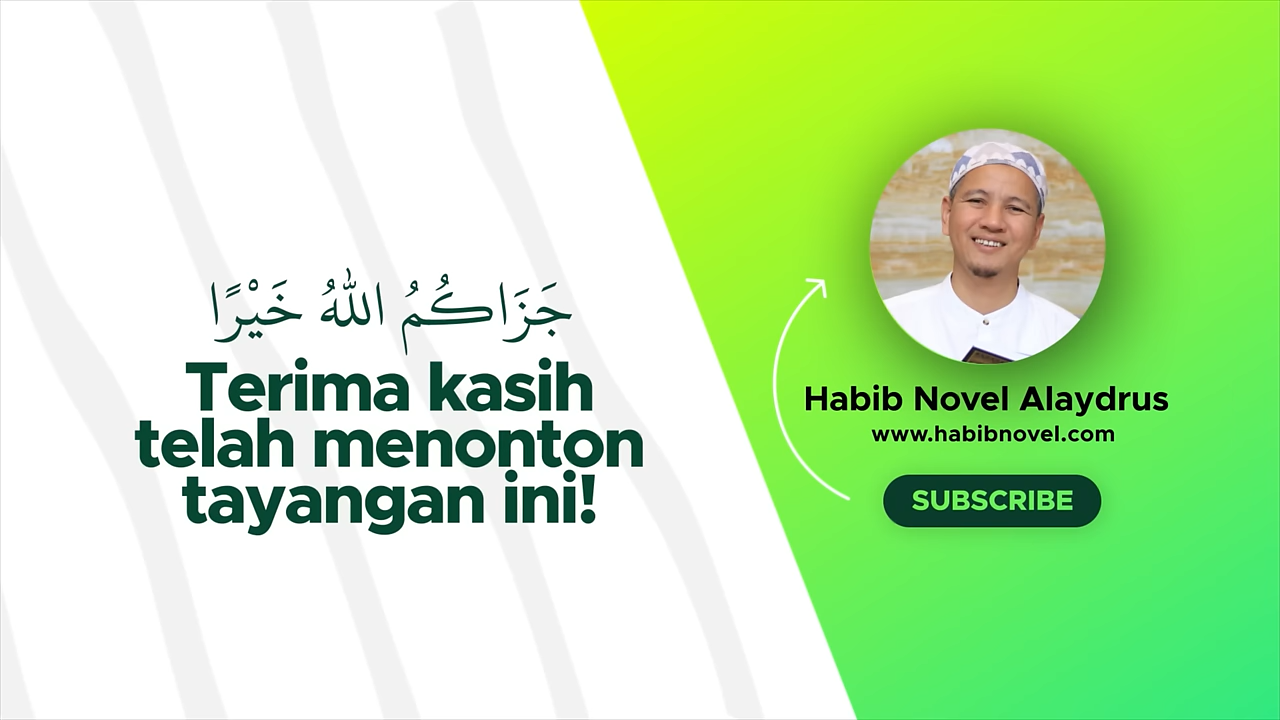 جَزَاكُمُ اللهُ خَيْرًا
Terima kasih
telah menonton
tayangan ini!
Habib Novel Alaydrus
www.habibnovel.com
SUBSCRIBE